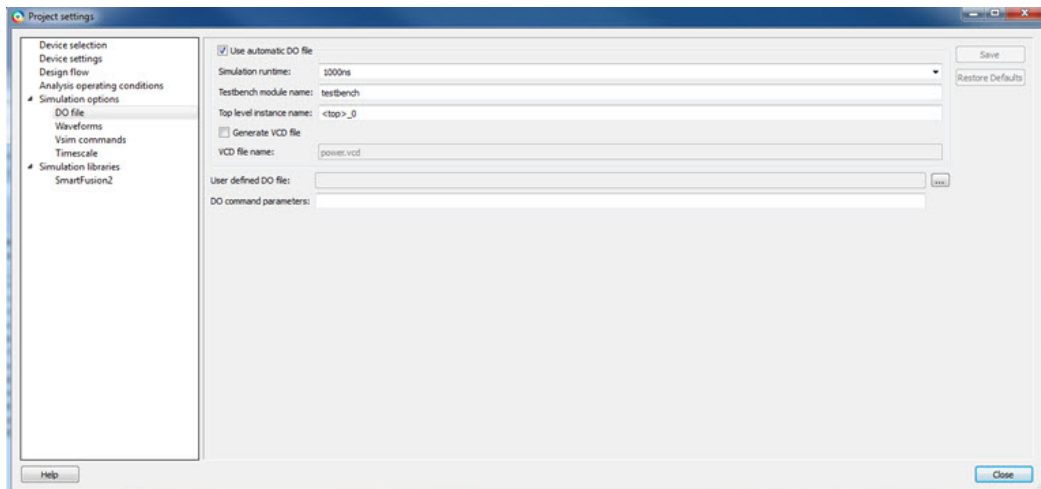 Project settings
Device selection
Device settings
Design flow
Analysis operating conditions
Simulation options
DO file
Waveforms
Vsim commands
Timescale
Simulation libraries
SmartFusion2
Use automatic DO file
Simulation runtime: 1000ns
Testbench module name: testbench
Top level instance name: <top>_0
Generate VCD file
VCD file name: power.vcd
User defined DO file: ...
DO command parameters:
Save
Restore Defaults
Help
Close